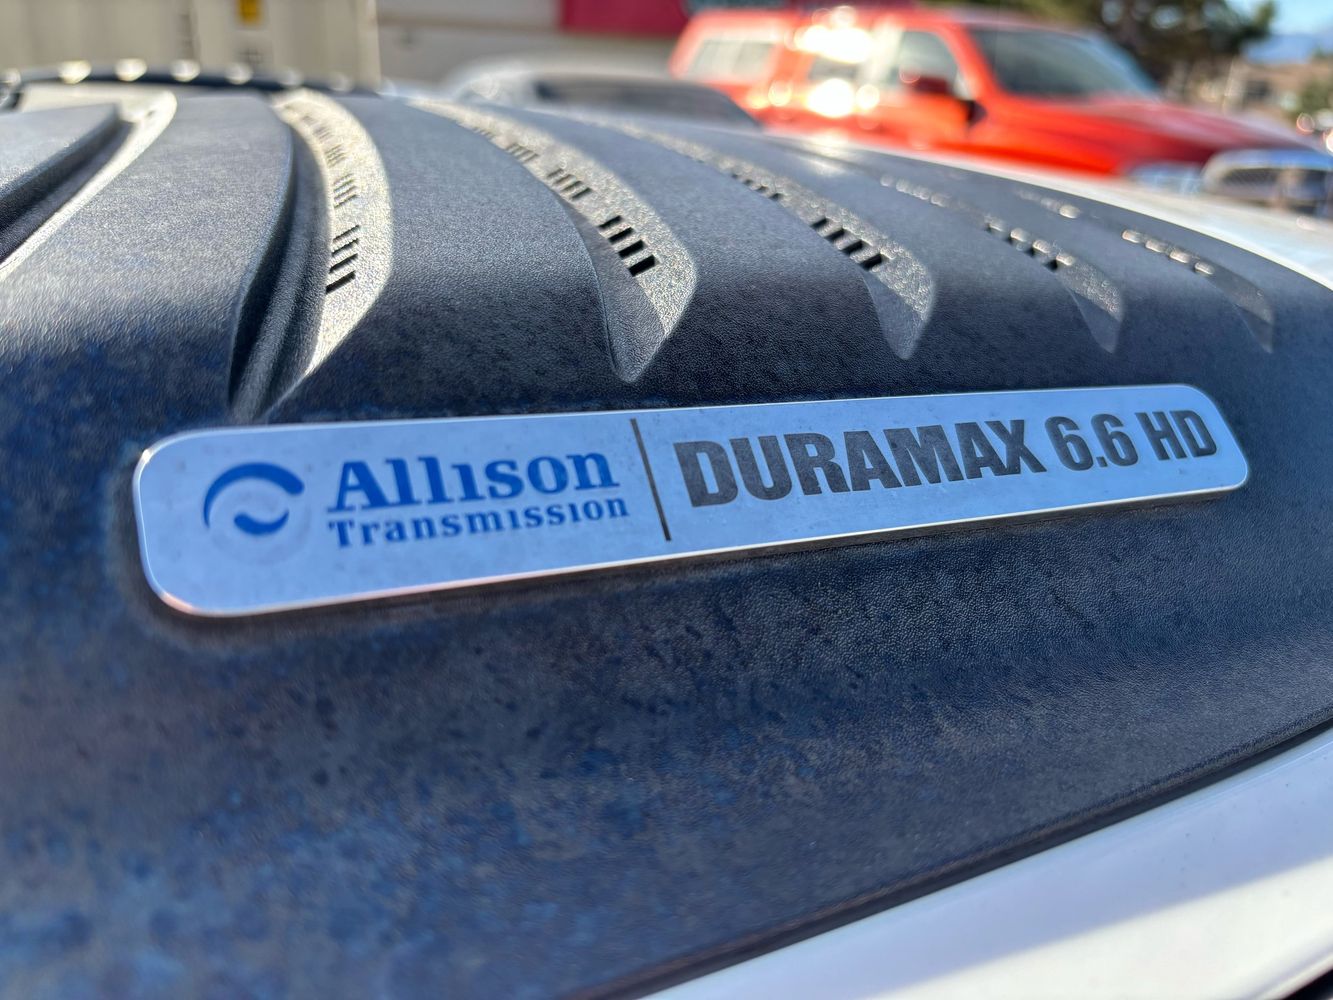 Allison
Transmission
DURAMAX 6.6 HD